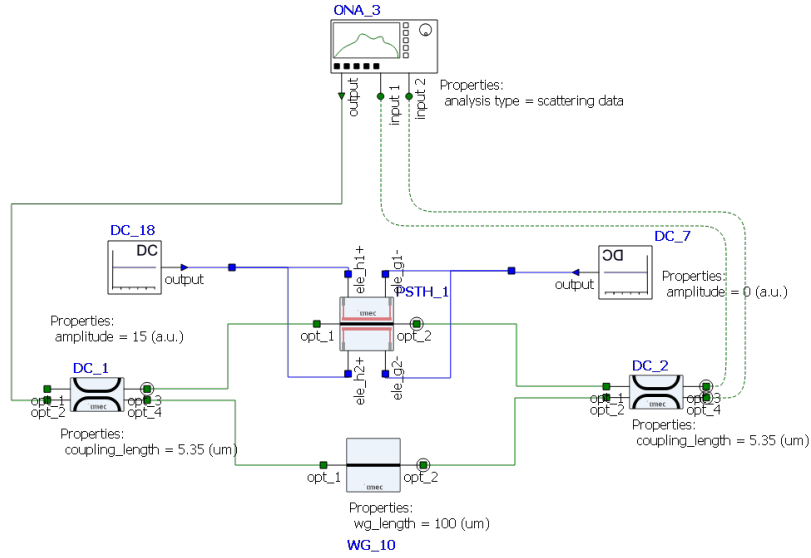 ONA_3
output
input 1
input 2
Properties:
analysis type = scattering data
DC_18
DC
output
ele_h1+
ele_g1-
DC_7
DC
output
Properties:
amplitude = 0 (a.u.)
PSTH_1
imec
opt_1
opt_2
ele_h2+
ele_g2-
Properties:
amplitude = 15 (a.u.)
DC_1
opt_1
opt_2
imec
opt_3
opt_4
Properties:
coupling_length = 5.35 (um)
DC_2
opt_1
opt_2
imec
opt_3
opt_4
Properties:
coupling_length = 5.35 (um)
opt_1
opt_2
imec
Properties:
wg_length = 100 (um)
WG_10